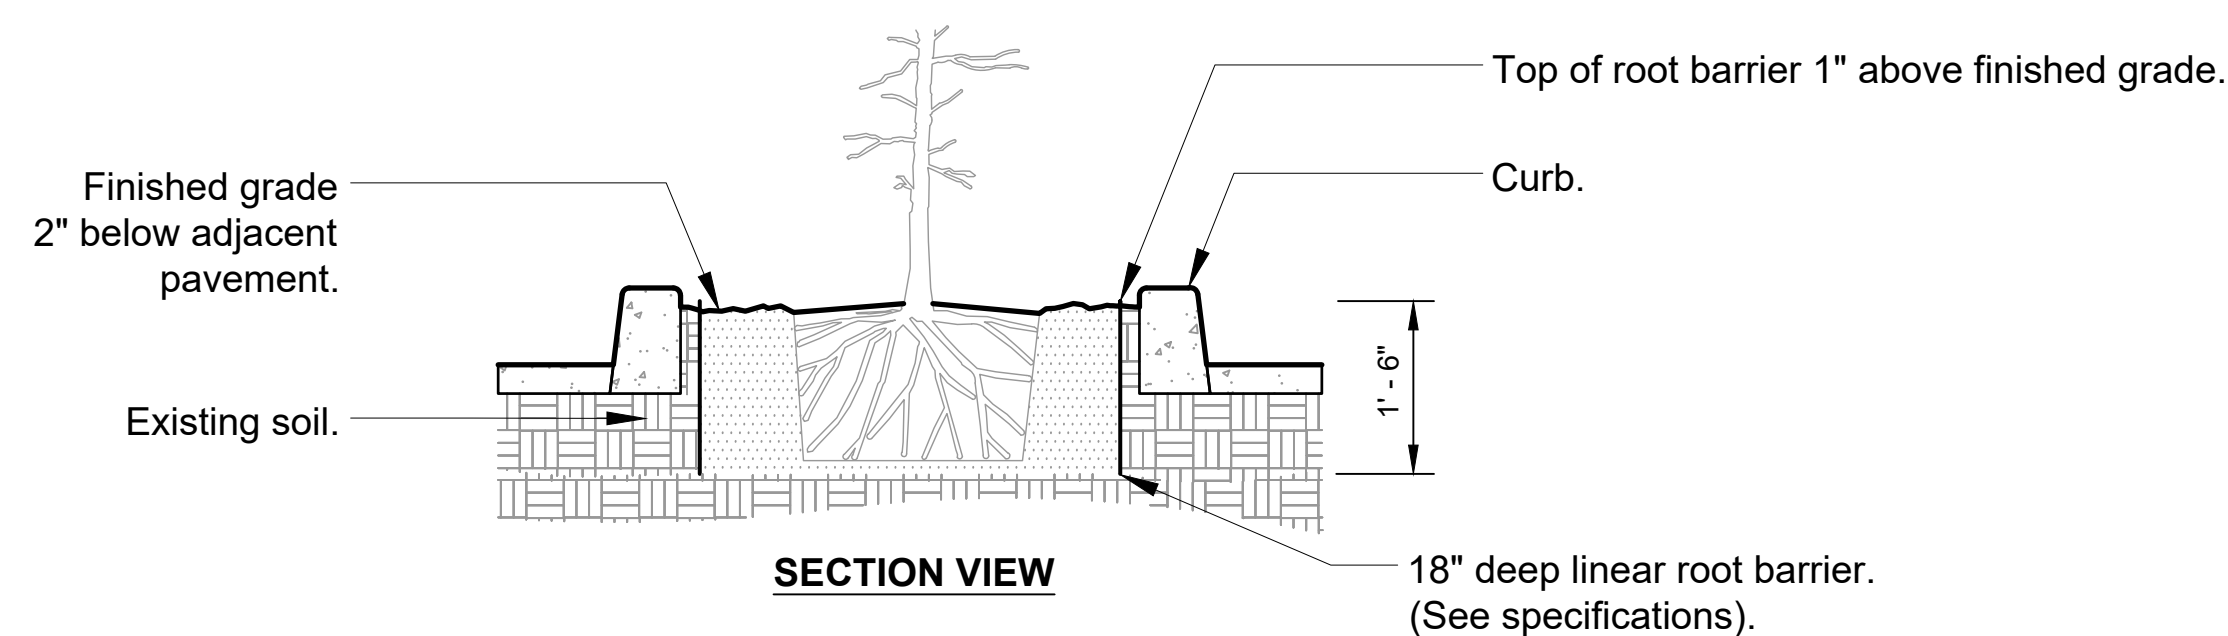 Top of root barrier 1" above finished grade.
Curb.
Finished grade
2" below adjacent
pavement.
Existing soil.
1' - 6"
18" deep linear root barrier.
(See specifications).
SECTION VIEW